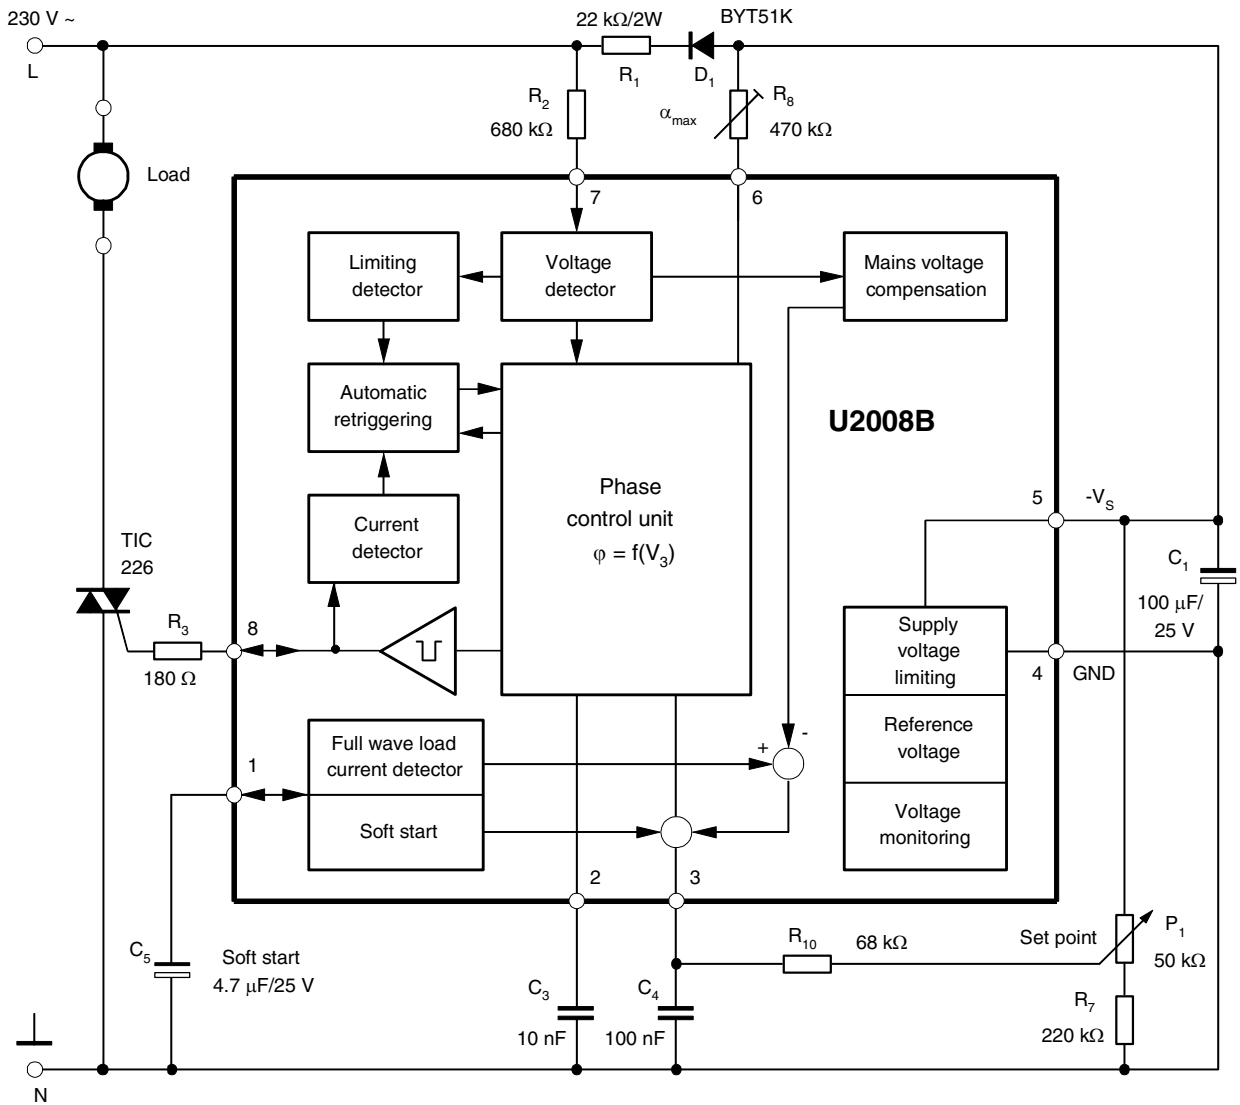 230 V ~
L
22 kΩ/2W
R1
BYT51K
D1
R2
680 kΩ
αmax
R8
470 kΩ
Load
7
6
Limiting
detector
Voltage
detector
Mains voltage
compensation
Automatic
retriggering
U2008B
Phase
control unit
φ = f(V3)
Current
detector
5
-VS
TIC
226
C1
100 μF/
25 V
R3
180 Ω
8
Supply
voltage
limiting
4
GND
Reference
voltage
Voltage
monitoring
Full wave load
current detector
+
-
1
Soft start
2
3
C5
Soft start
4.7 μF/25 V
R10
68 kΩ
Set point
P1
50 kΩ
C3
10 nF
C4
100 nF
R7
220 kΩ
N